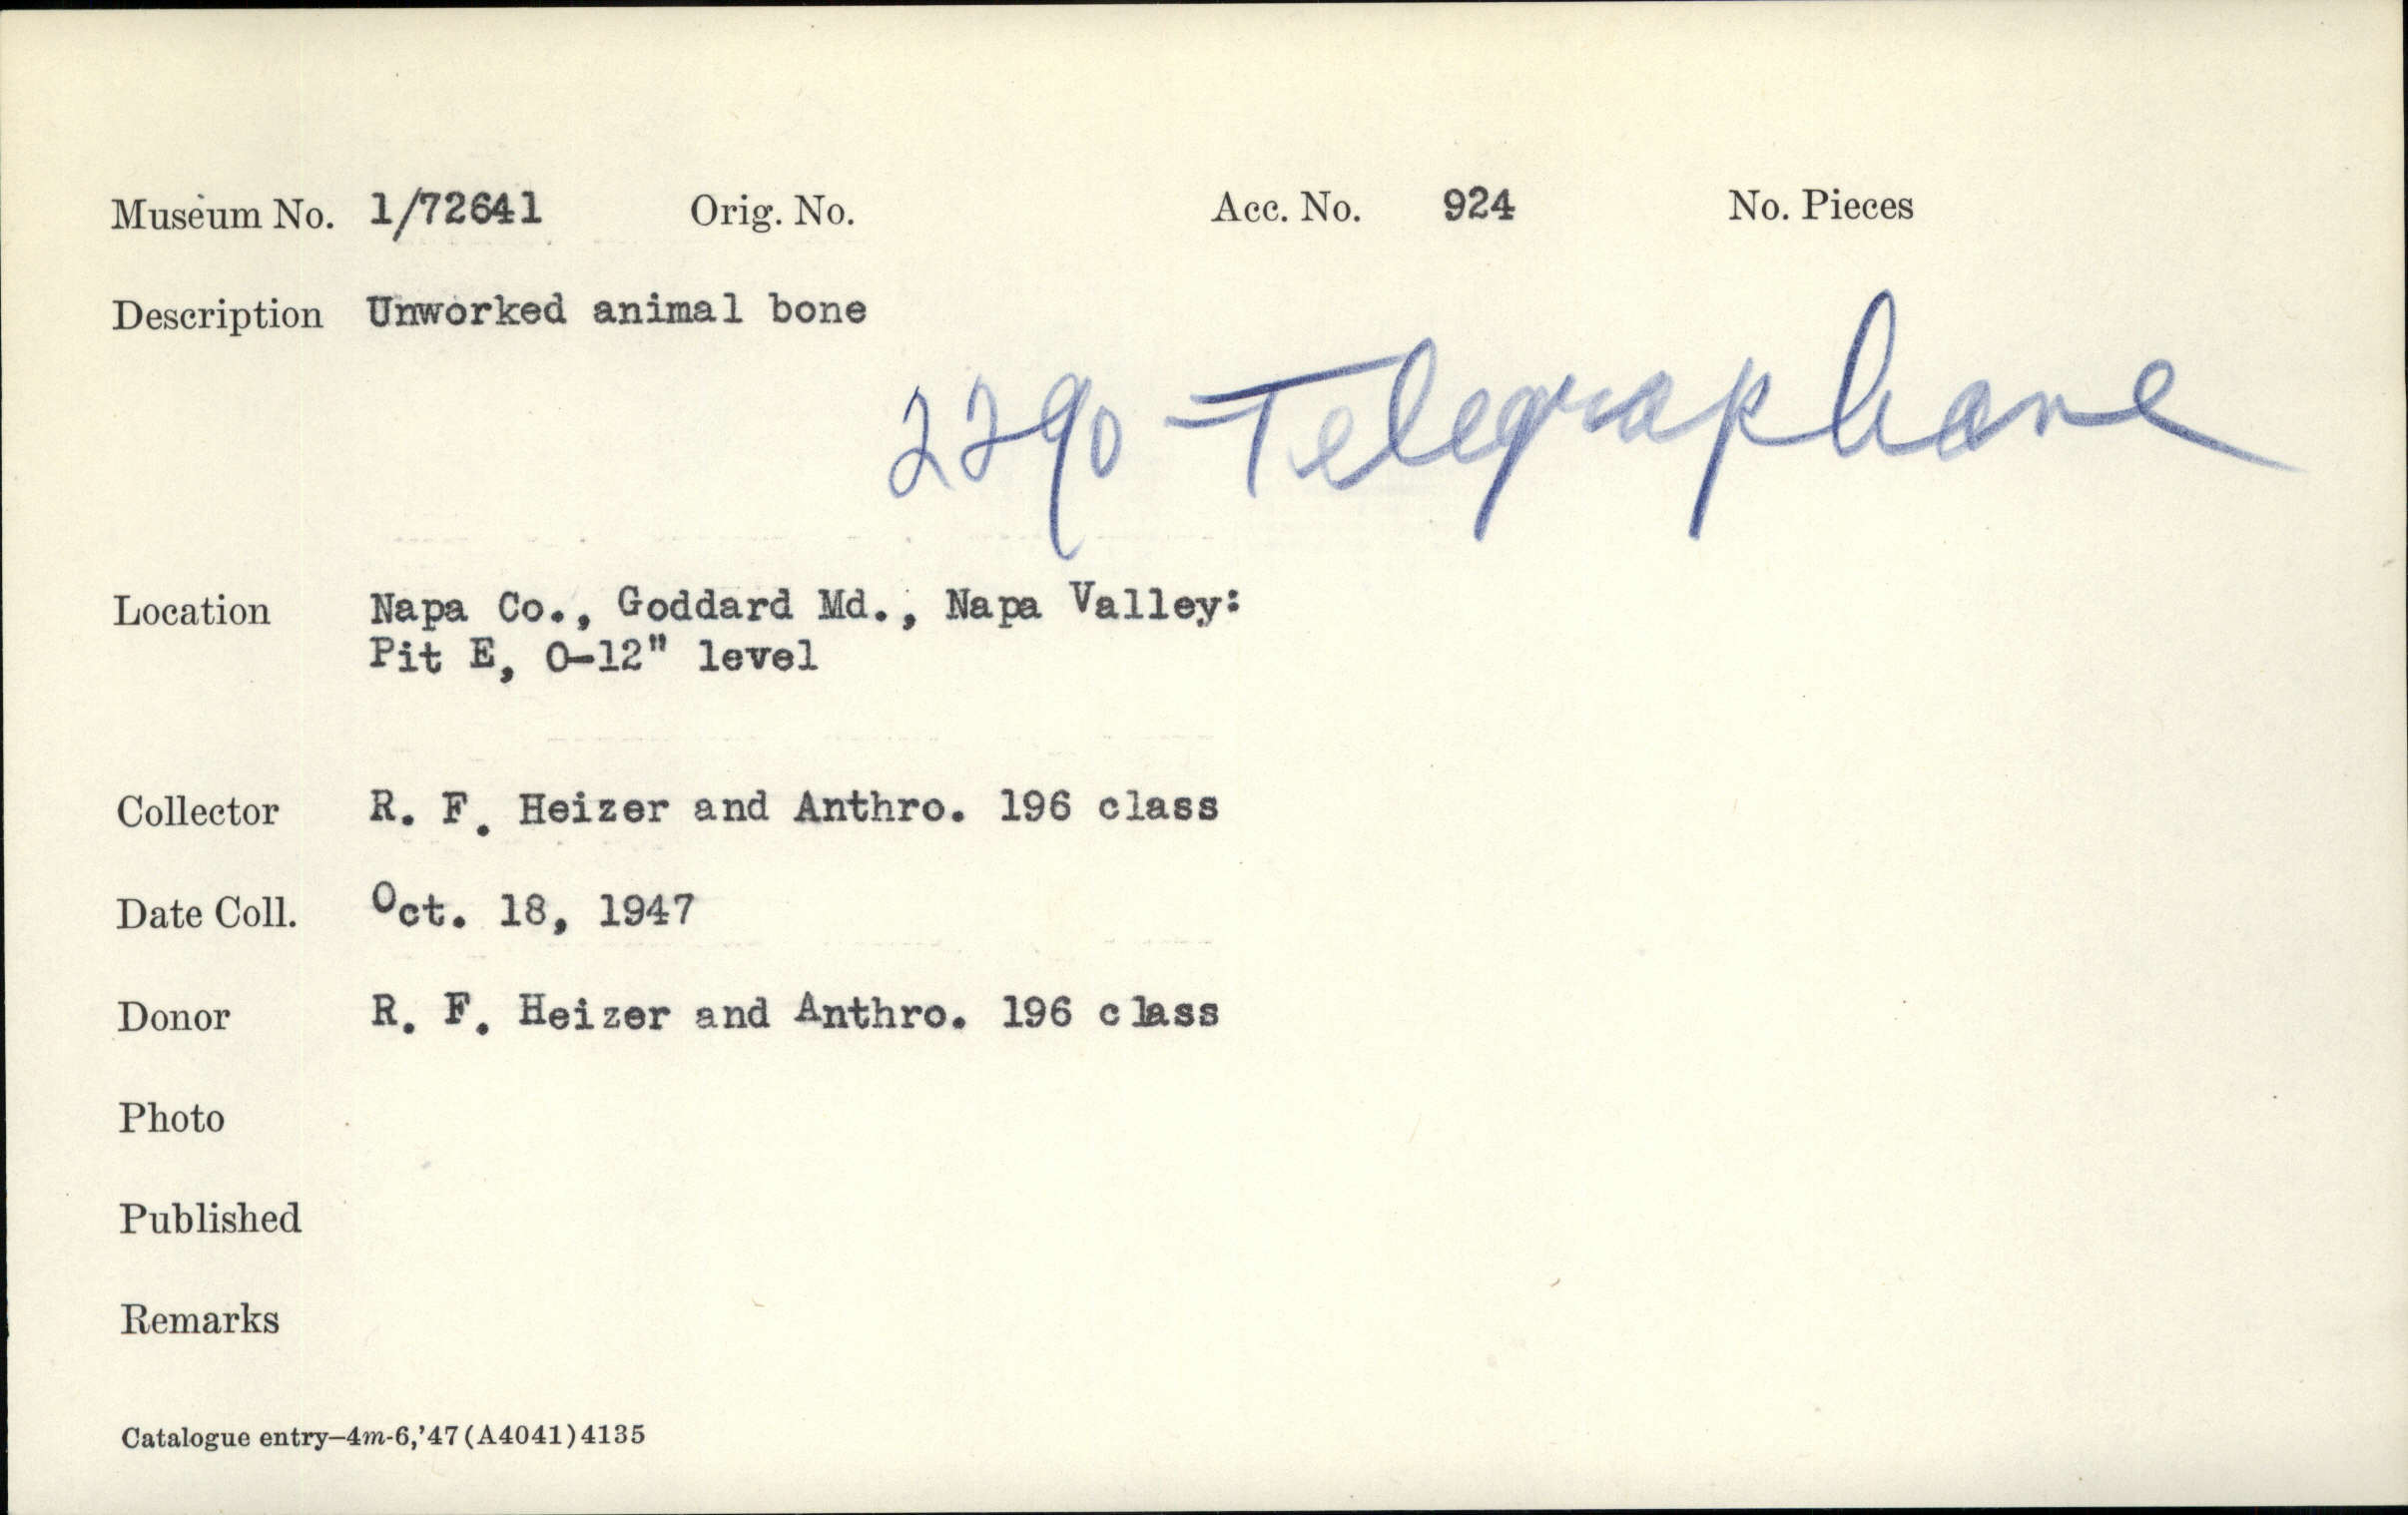 Museum No. 1/72641 Orig. No. Acc. No. 924 No. Pieces
Description Unworked animal bone
2290 Telegraph ave
Location Napa Co., Goddard Md., Napa Valley:
Pit E, 0-12" level
Collector R. F. Heizer and Anthro. 196 class
Date Coll. Oct. 18, 1947
Donor R. F. Heizer and Anthro. 196 class
Photo
Published
Remarks
Catalogue entry—4m-6,'47(A4041)4135